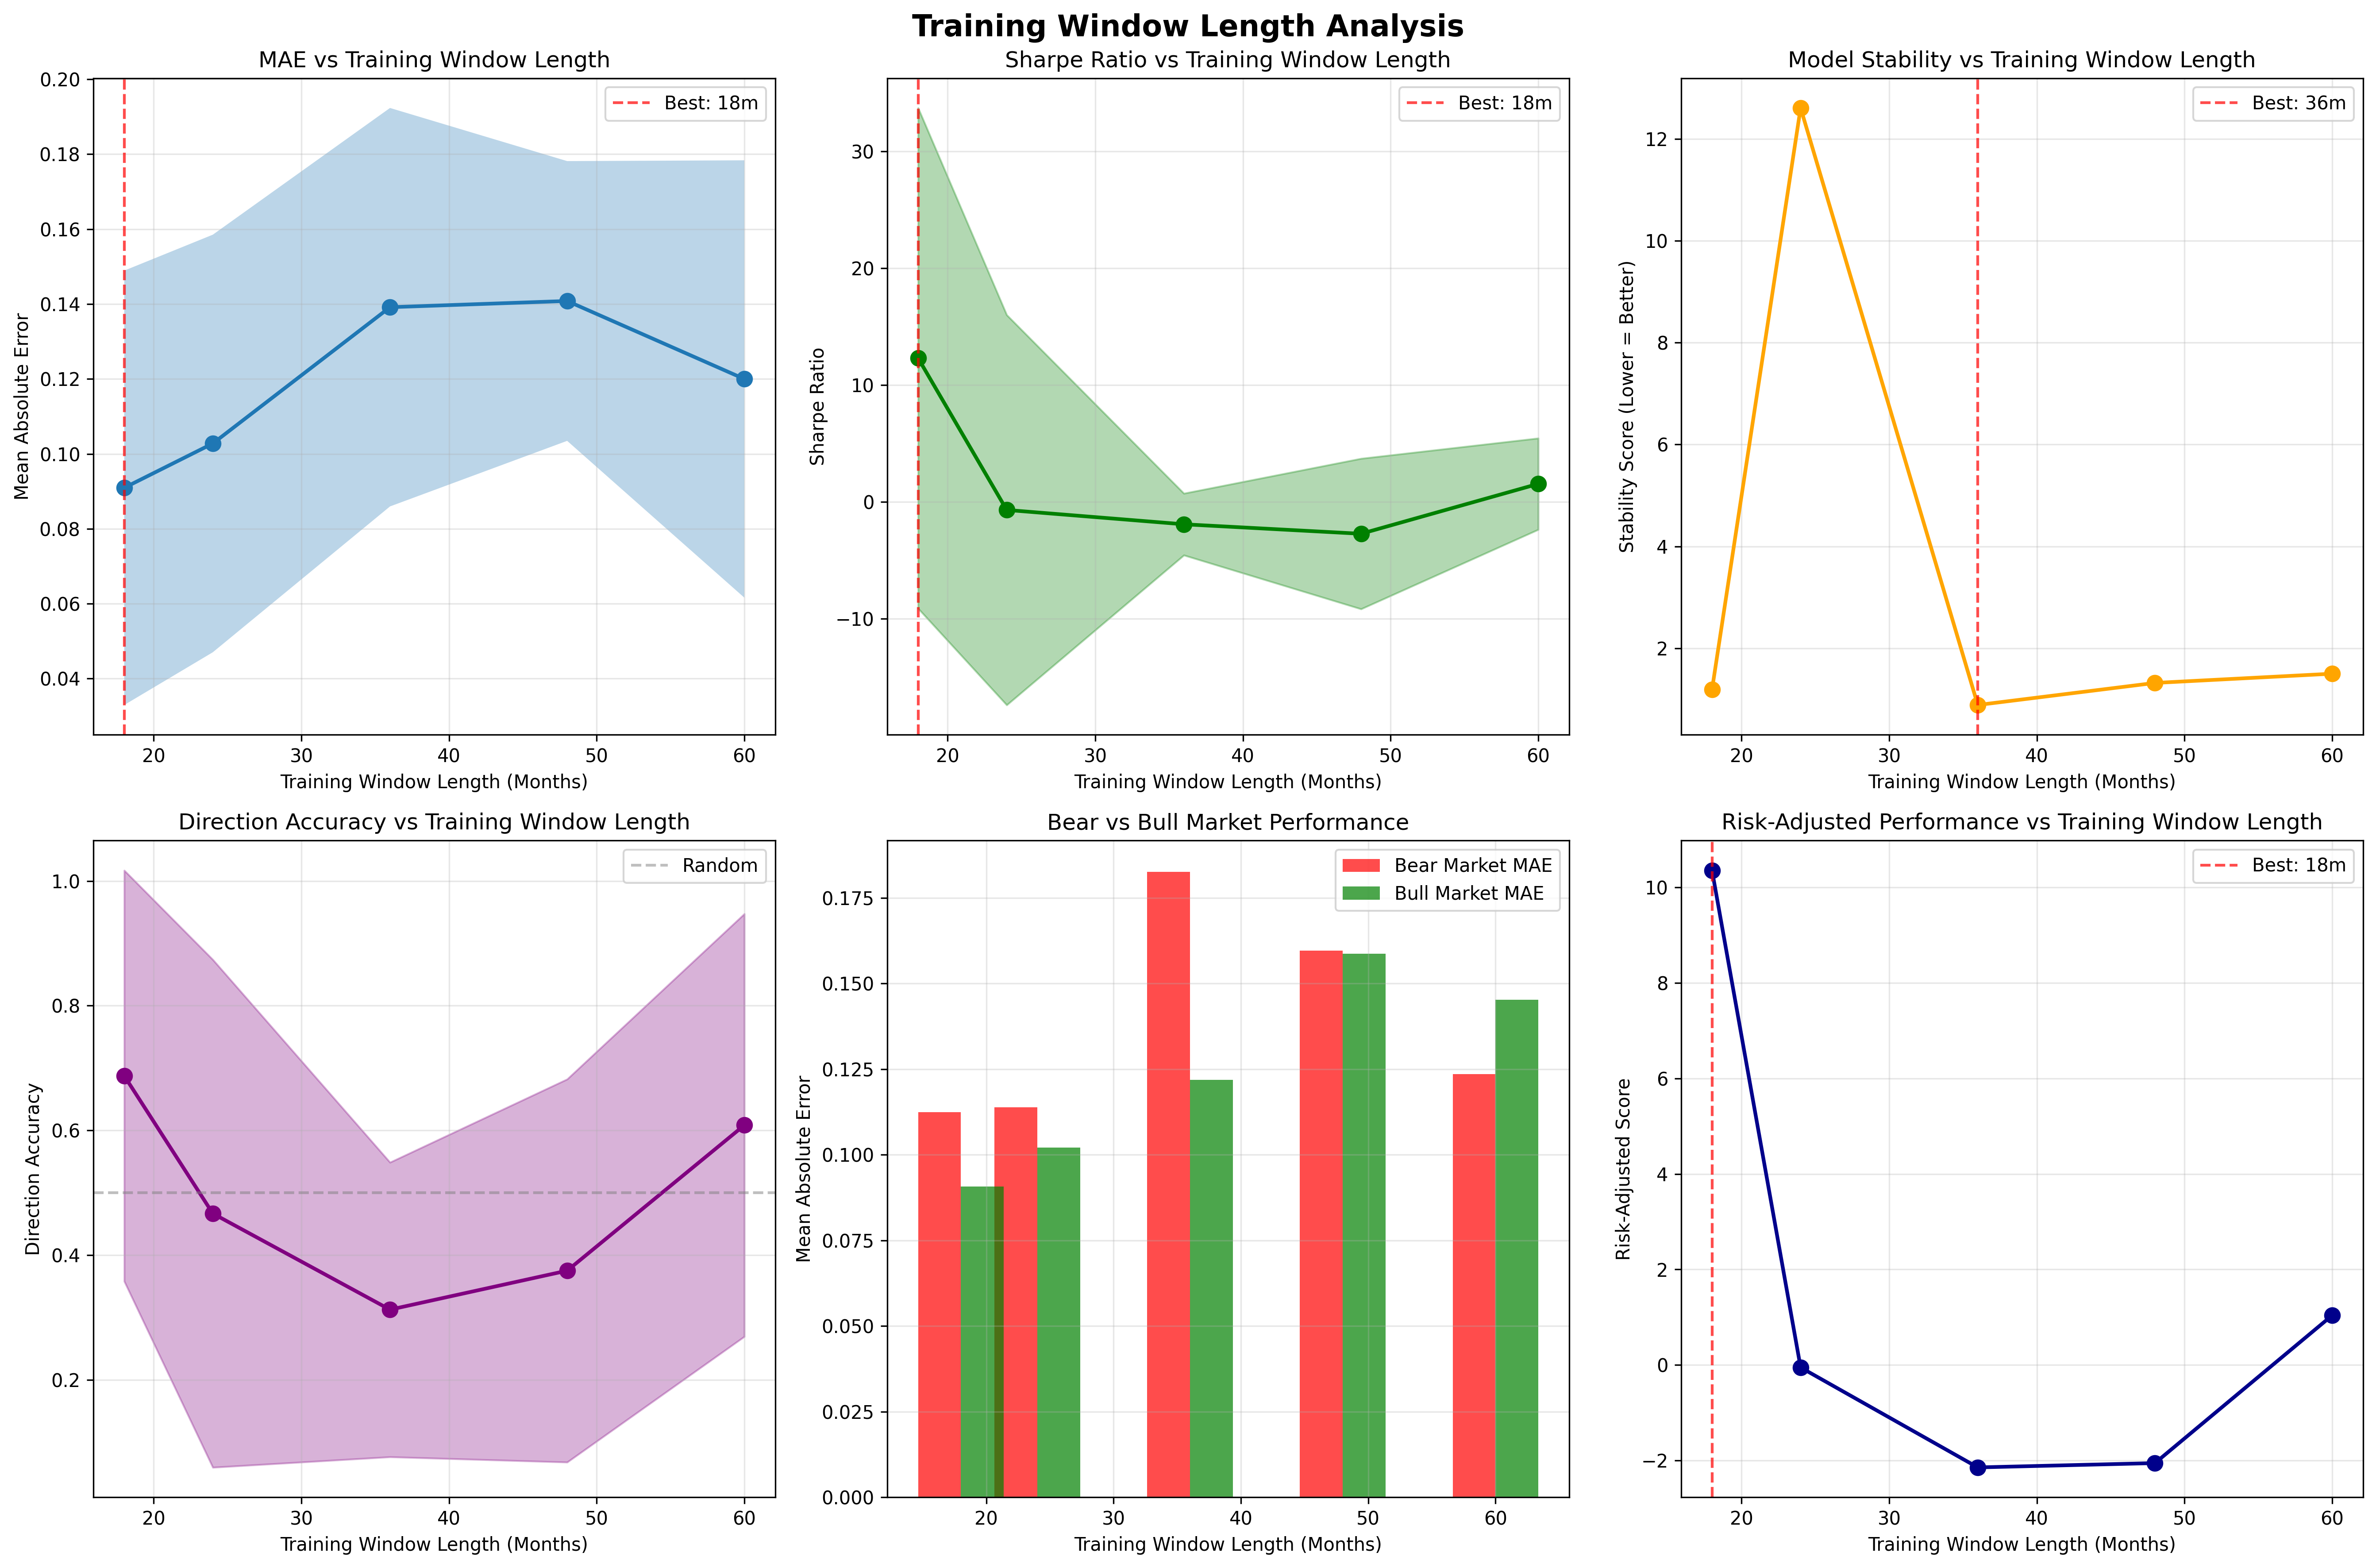 Training Window Length Analysis
MAE vs Training Window Length
Best: 18m
Mean Absolute Error
0.20
0.18
0.16
0.14
0.12
0.10
0.08
0.06
0.04
20 30 40 50 60
Training Window Length (Months)
Sharpe Ratio vs Training Window Length
Best: 18m
Sharpe Ratio
30
20
10
0
−10
20 30 40 50 60
Training Window Length (Months)
Model Stability vs Training Window Length
Best: 36m
Stability Score (Lower = Better)
12
10
8
6
4
2
20 30 40 50 60
Training Window Length (Months)
Direction Accuracy vs Training Window Length
Random
Direction Accuracy
1.0
0.8
0.6
0.4
0.2
20 30 40 50 60
Training Window Length (Months)
Bear vs Bull Market Performance
Bear Market MAE
Bull Market MAE
Mean Absolute Error
0.175
0.150
0.125
0.100
0.075
0.050
0.025
0.000
20 30 40 50 60
Training Window Length (Months)
Risk-Adjusted Performance vs Training Window Length
Best: 18m
Risk-Adjusted Score
10
8
6
4
2
0
−2
20 30 40 50 60
Training Window Length (Months)